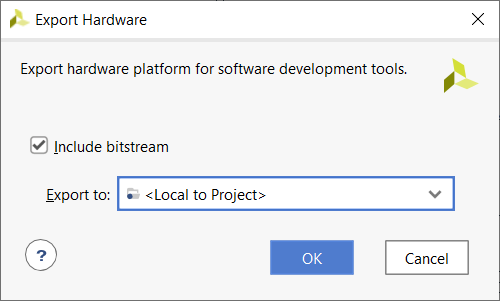 Export Hardware
Export hardware platform for software development tools.
Include bitstream
Export to: <Local to Project>
? OK Cancel